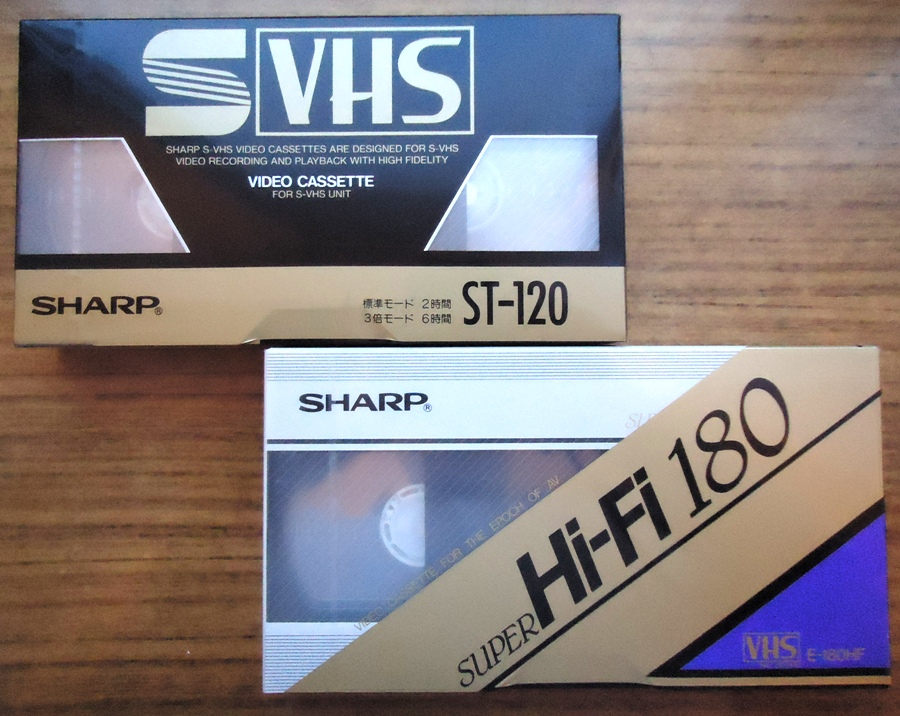 S VHS
SHARP S-VHS VIDEO CASSETTES ARE DESIGNED FOR S-VHS
VIDEO RECORDING AND PLAYBACK WITH HIGH FIDELITY
VIDEO CASSETTE
FOR S-VHS UNIT
SHARP®
標準モード 2時間
3倍モード 6時間
ST-120
SHARP®
VIDEO CASSETTE FOR THE EPOCH OF AV
SUPER Hi-Fi 180
VHS
E-180HF